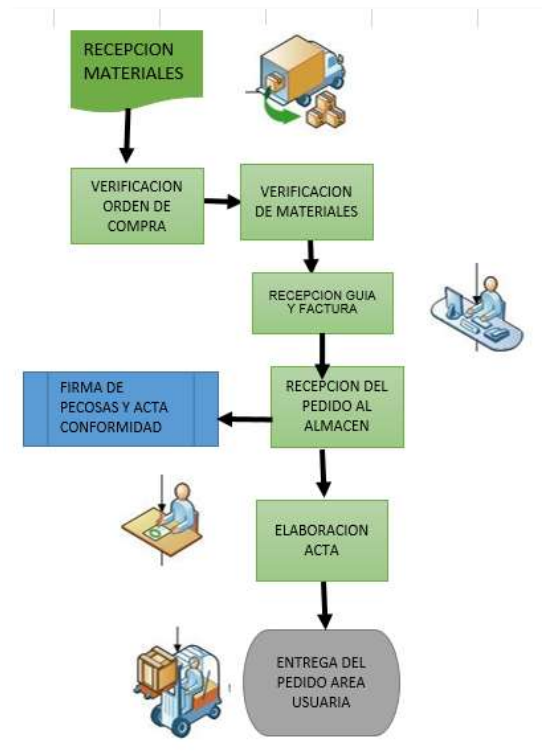 RECEPCION
MATERIALES
VERIFICACION
ORDEN DE
COMPRA
VERIFICACION
DE MATERIALES
RECEPCION GUIA
Y FACTURA
FIRMA DE
PECOSAS Y ACTA
CONFORMIDAD
RECEPCION DEL
PEDIDO AL
ALMACEN
ELABORACION
ACTA
ENTREGA DEL
PEDIDO AREA
USUARIA